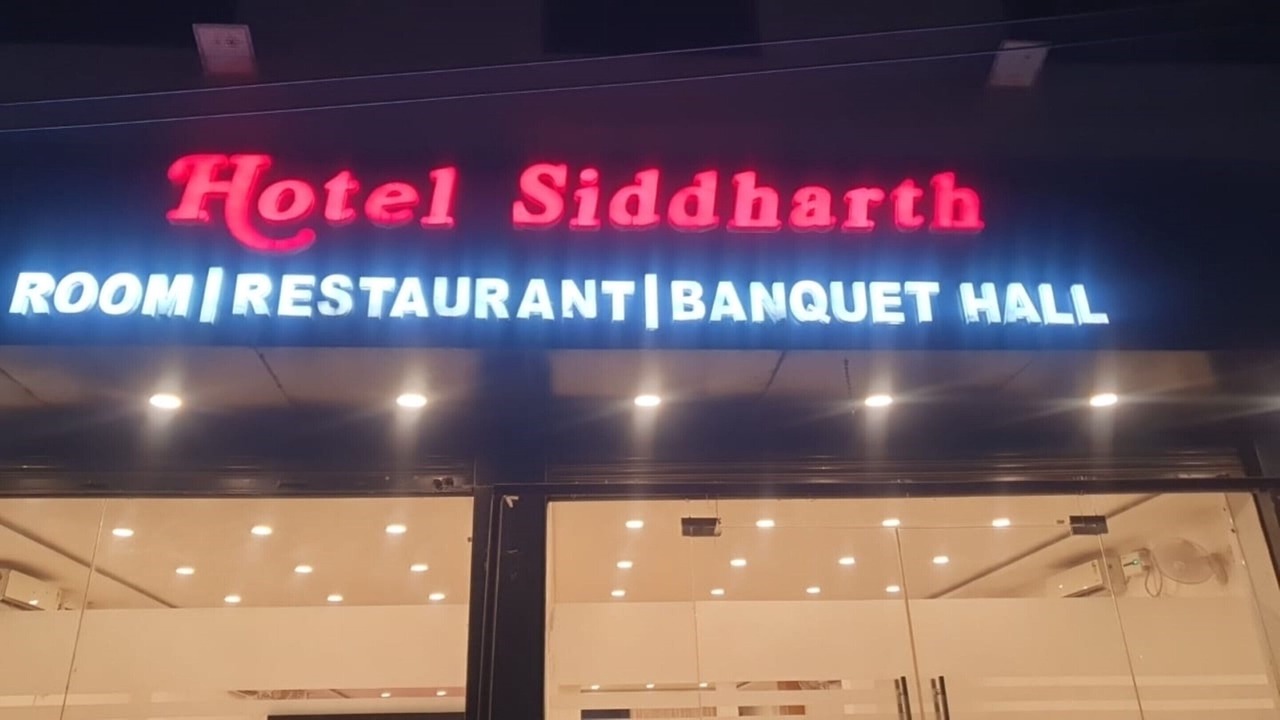 Hotel Siddharth
ROOM|RESTAURANT|BANQUET HALL